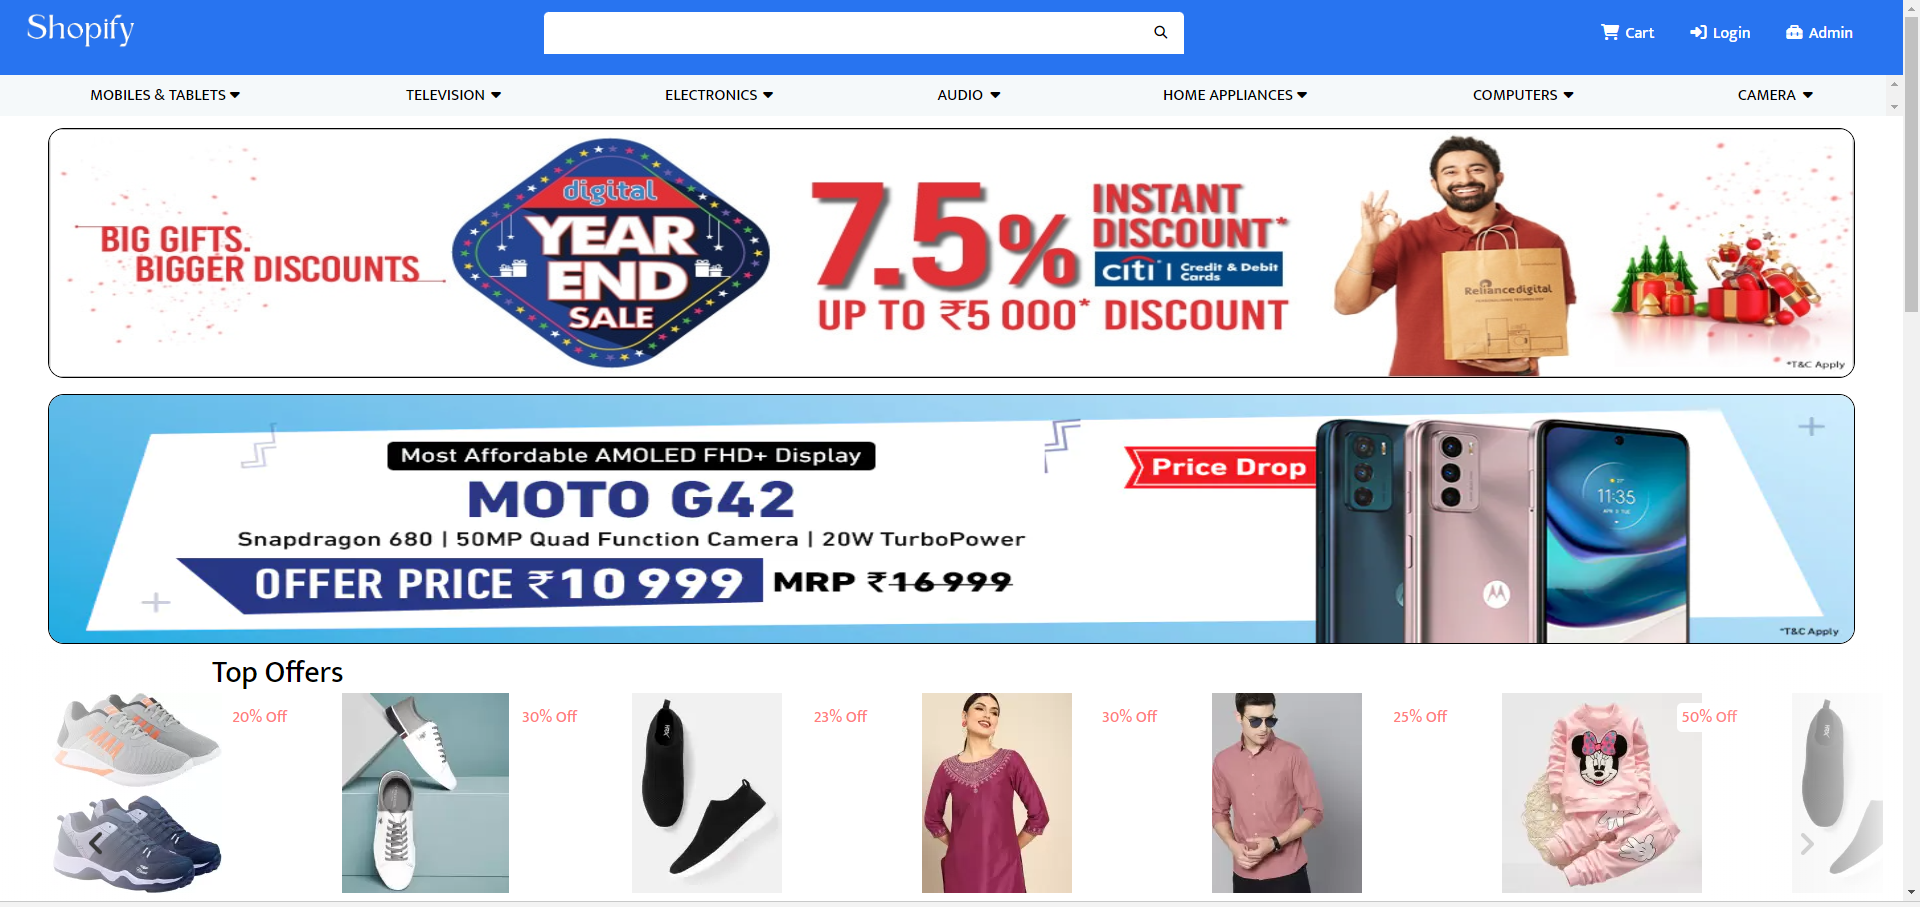 Shopify
Cart
Login
Admin
MOBILES & TABLETS
TELEVISION
ELECTRONICS
AUDIO
HOME APPLIANCES
COMPUTERS
CAMERA
BIG GIFTS.
BIGGER DISCOUNTS
digital
YEAR
END
SALE
7.5% INSTANT
DISCOUNT*
citi | Credit & Debit
Cards
UP TO ₹5 000* DISCOUNT
Reliance digital
*T&C Apply
Most Affordable AMOLED FHD+ Display
MOTO G42
Snapdragon 680 | 50MP Quad Function Camera | 20W TurboPower
OFFER PRICE ₹10 999 MRP ₹16 999
Price Drop
11:35
*T&C Apply
Top Offers
20% Off
30% Off
23% Off
30% Off
25% Off
50% Off